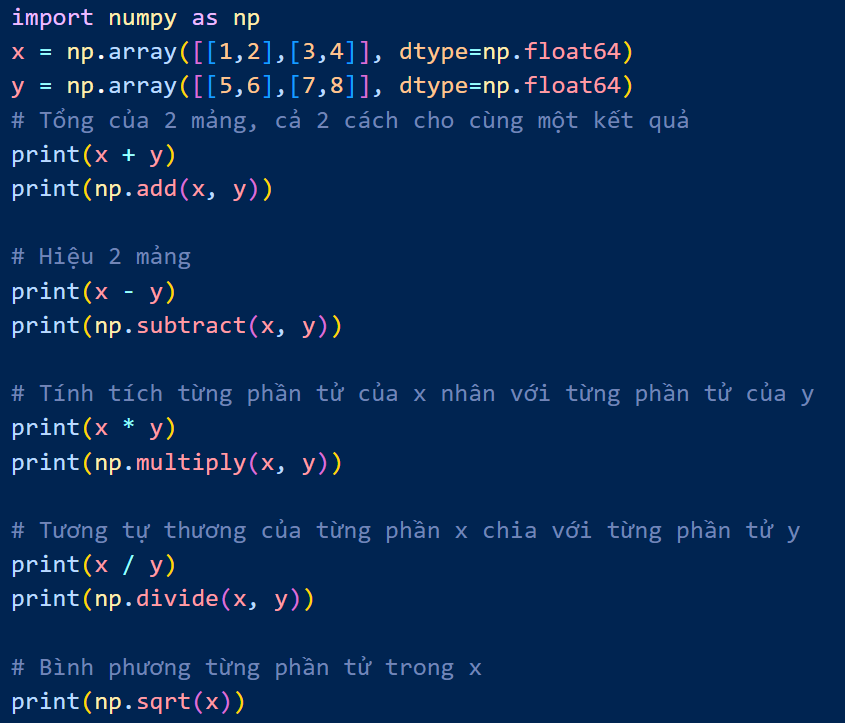 import numpy as np
x = np.array([[1,2],[3,4]], dtype=np.float64)
y = np.array([[5,6],[7,8]], dtype=np.float64)
# Tổng của 2 mảng, cả 2 cách cho cùng một kết quả
print(x + y)
print(np.add(x, y))
# Hiệu 2 mảng
print(x - y)
print(np.subtract(x, y))
# Tính tích từng phần tử của x nhân với từng phần tử của y
print(x * y)
print(np.multiply(x, y))
# Tương tự thương của từng phần x chia với từng phần tử y
print(x / y)
print(np.divide(x, y))
# Bình phương từng phần tử trong x
print(np.sqrt(x))